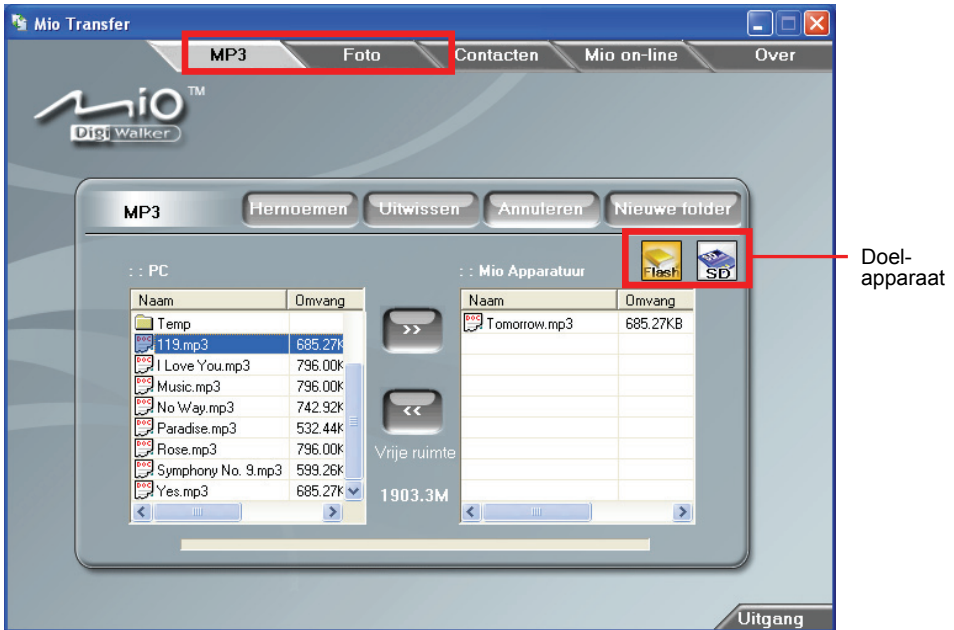 Mio Transfer
MP3 Foto Contacten Mio on-line Over
Mio TM
Digi Walker
MP3 Hernoemen Uitwissen Annuleren Nieuwe folder
Flash SD
Doel-
apparaat
: : PC
: : Mio Apparatuur
Naam Omvang
Temp
119.mp3 685.27K
I Love You.mp3 796.00K
Music.mp3 796.00K
No Way.mp3 742.92K
Paradise.mp3 532.44K
Rose.mp3 796.00K
Symphony No. 9.mp3 599.26K
Yes.mp3 685.27K
>>
<<
Vrije ruimte
1903.3M
Naam Omvang
Tomorrow.mp3 685.27KB
Uitgang